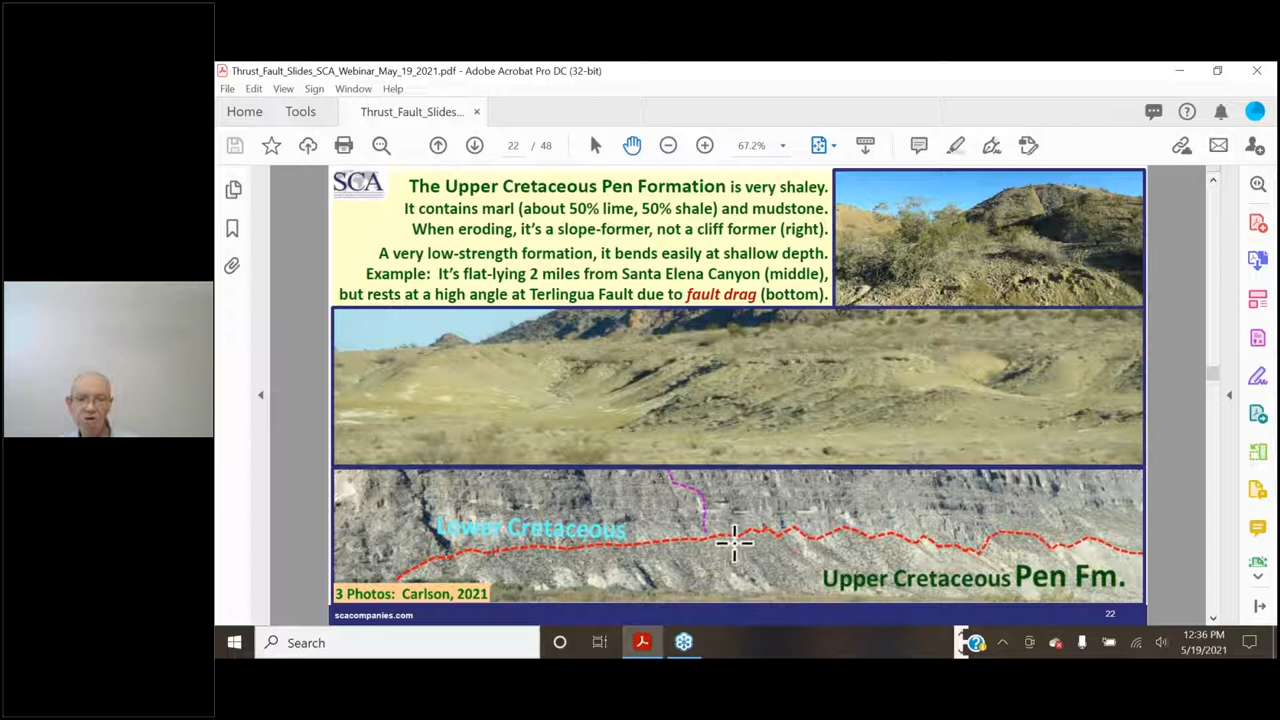 Thrust_Fault_Slides_SCA_Webinar_May_19_2021.pdf - Adobe Acrobat Pro DC (32-bit)
File Edit View Window Help
Home Tools Thrust_Fault_Slides... ×
22 / 48 67.2%
SCA
The Upper Cretaceous Pen Formation is very shaley.
It contains marl (about 50% lime, 50% shale) and mudstone.
When eroding, it's a slope-former, not a cliff former (right).
A very low-strength formation, it bends easily at shallow depth.
Example: It's flat-lying 2 miles from Santa Elena Canyon (middle),
but rests at a high angle at Terlingua Fault due to fault drag (bottom).
Lower Cretaceous
Upper Cretaceous Pen Fm.
3 Photos: Carlson, 2021
scacompanies.com 22
Search
12:36 PM
5/19/2021